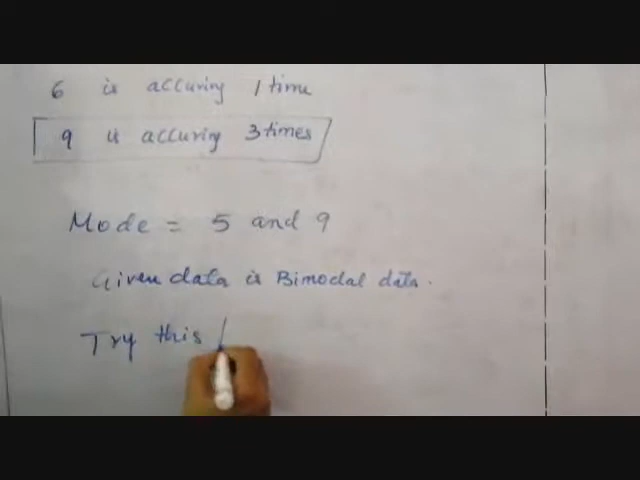 6 is accuring 1 time
9 is accuring 3 times
Mode = 5 and 9
Given data is Bimodal data.
Try this